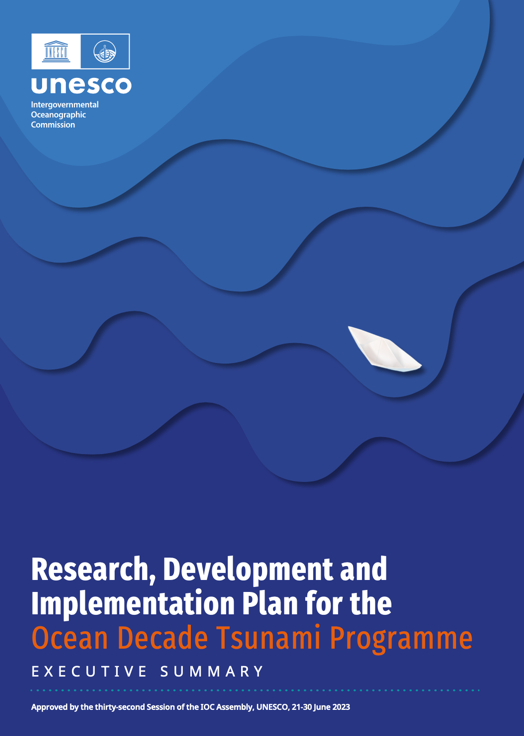 unesco
Intergovernmental
Oceanographic
Commission
Research, Development and
Implementation Plan for the
Ocean Decade Tsunami Programme
EXECUTIVE SUMMARY
Approved by the thirty-second Session of the IOC Assembly, UNESCO, 21-30 June 2023